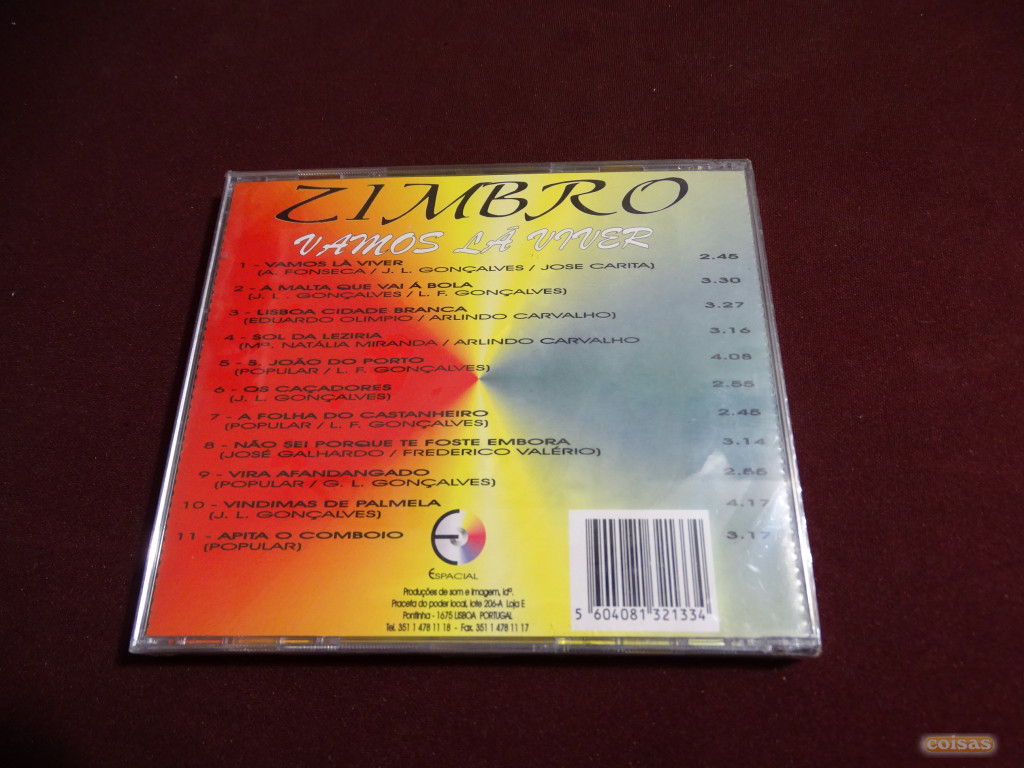 ZIMBRO
VAMOS LÁ VIVER
1 - VAMOS LÁ VIVER 2.45
(A. FONSECA / J. L. GONÇALVES / JOSE CARITA)
2 - A MALTA QUE VAI Á BOLA 3.30
(J. L. GONÇALVES / L. F. GONÇALVES)
3 - LISBOA CIDADE BRANCA 3.27
(EDUARDO OLIMPIO / ARLINDO CARVALHO)
4 - SOL DA LEZIRIA 3.16
(Mª. NATÁLIA MIRANDA / ARLINDO CARVALHO
5 - S. JOÃO DO PORTO 4.08
(POPULAR / L. F. GONÇALVES)
6 - OS CAÇADORES 2.55
(J. L. GONÇALVES)
7 - A FOLHA DO CASTANHEIRO 2.45
(POPULAR / L. F. GONÇALVES)
8 - NÃO SEI PORQUE TE FOSTE EMBORA 3.14
(JOSÉ GALHARDO / FREDERICO VALÉRIO)
9 - VIRA AFANDANGADO 2.55
(POPULAR / G. L. GONÇALVES)
10 - VINDIMAS DE PALMELA 4.17
(J. L. GONÇALVES)
11 - APITA O COMBOIO 3.17
(POPULAR)
ESPACIAL
Produções de som e imagem, ldª.
Praceta do poder local, lote 206-A Loja E
Pontinha - 1675 LISBOA PORTUGAL
Tel. 351 1 478 11 18 - Fax. 351 1 478 11 17
5 604081 321334
coisas